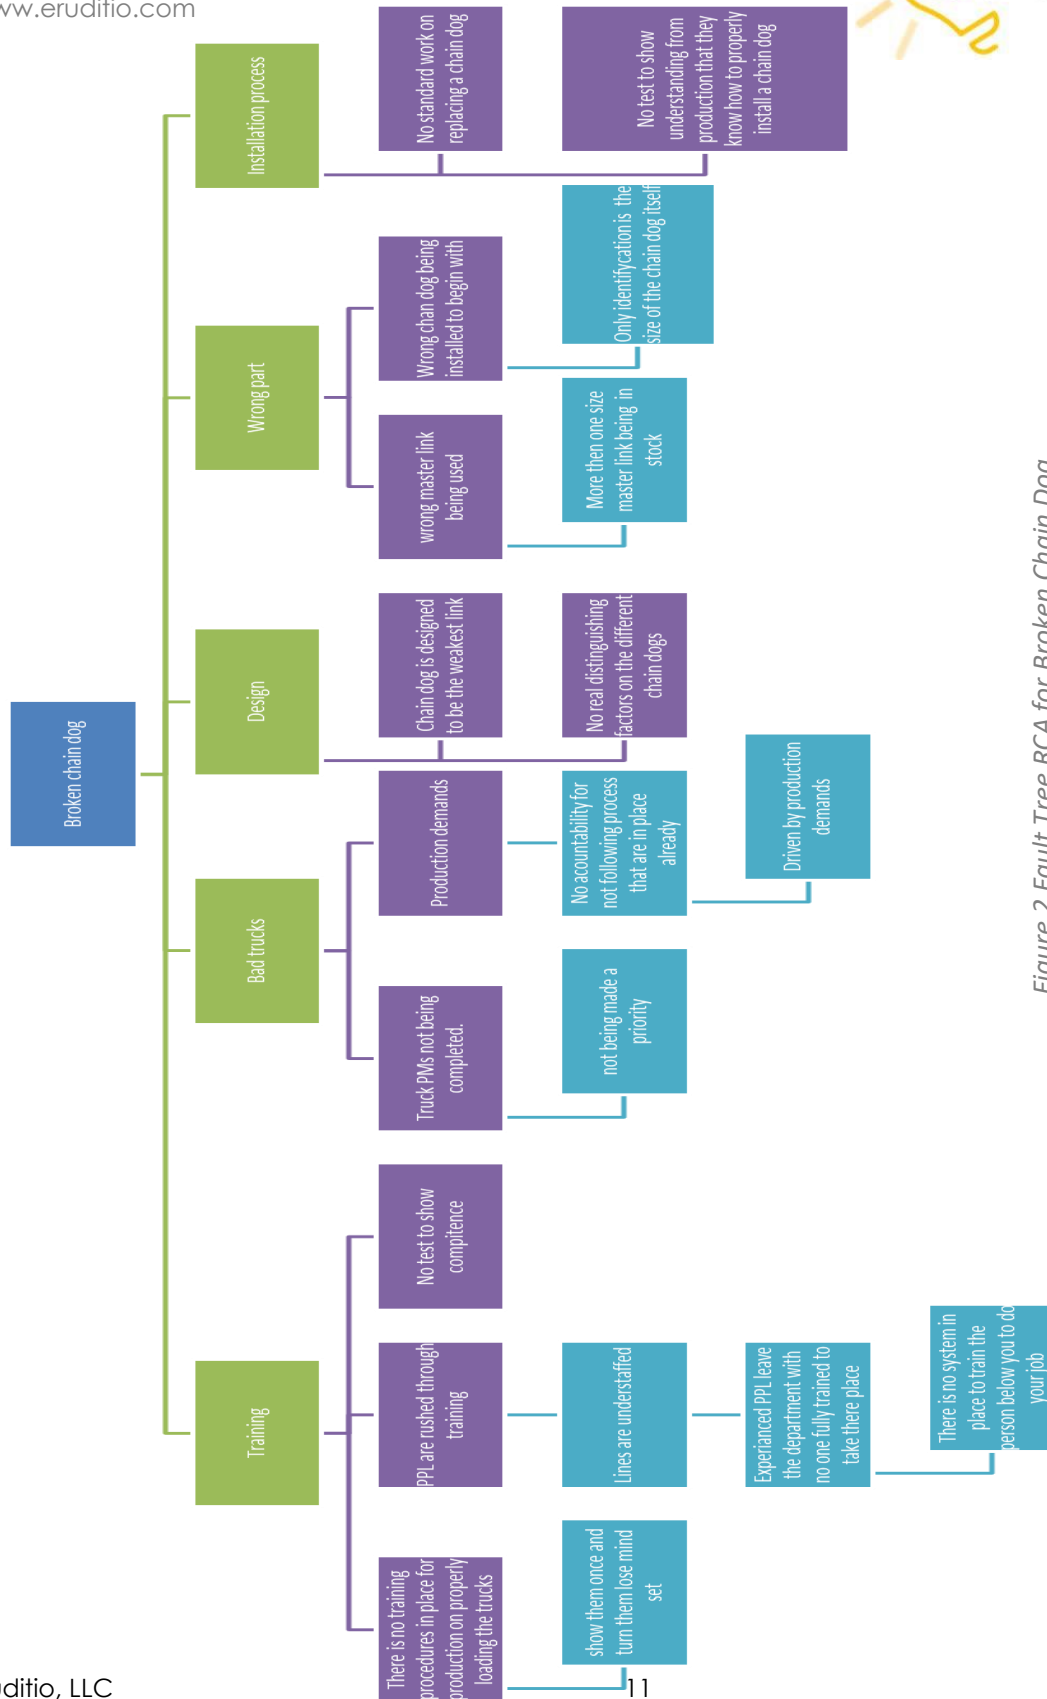 ww.eruditio.com
Broken chain dog
Training
Bad trucks
Design
Wrong part
Installation process
There is no training
procedures in place for
production on properly
loading the trucks
show them once and
turn them lose mind
set
PPL are rushed through
training
Lines are understaffed
Experianced PPL leave
the department with
no one fully trained to
take there place
There is no system in
place to train the
person below you to do
your job
No test to show
compitence
Truck PMs not being
completed.
not being made a
priority
Production demands
No acountability for
not following process
that are in place
already
Driven by production
demands
Chain dog is designed
to be the weakest link
No real distinguishing
factors on the different
chain dogs
wrong master link
being used
More then one size
master link being in
stock
Wrong chan dog being
installed to begin with
Only identifycation is the
size of the chain dog itself
No standard work on
replacing a chain dog
No test to show
understanding from
production that they
know how to properly
install a chain dog
Figure 2 Fault Tree RCA for Broken Chain Dog
uditio, LLC
11